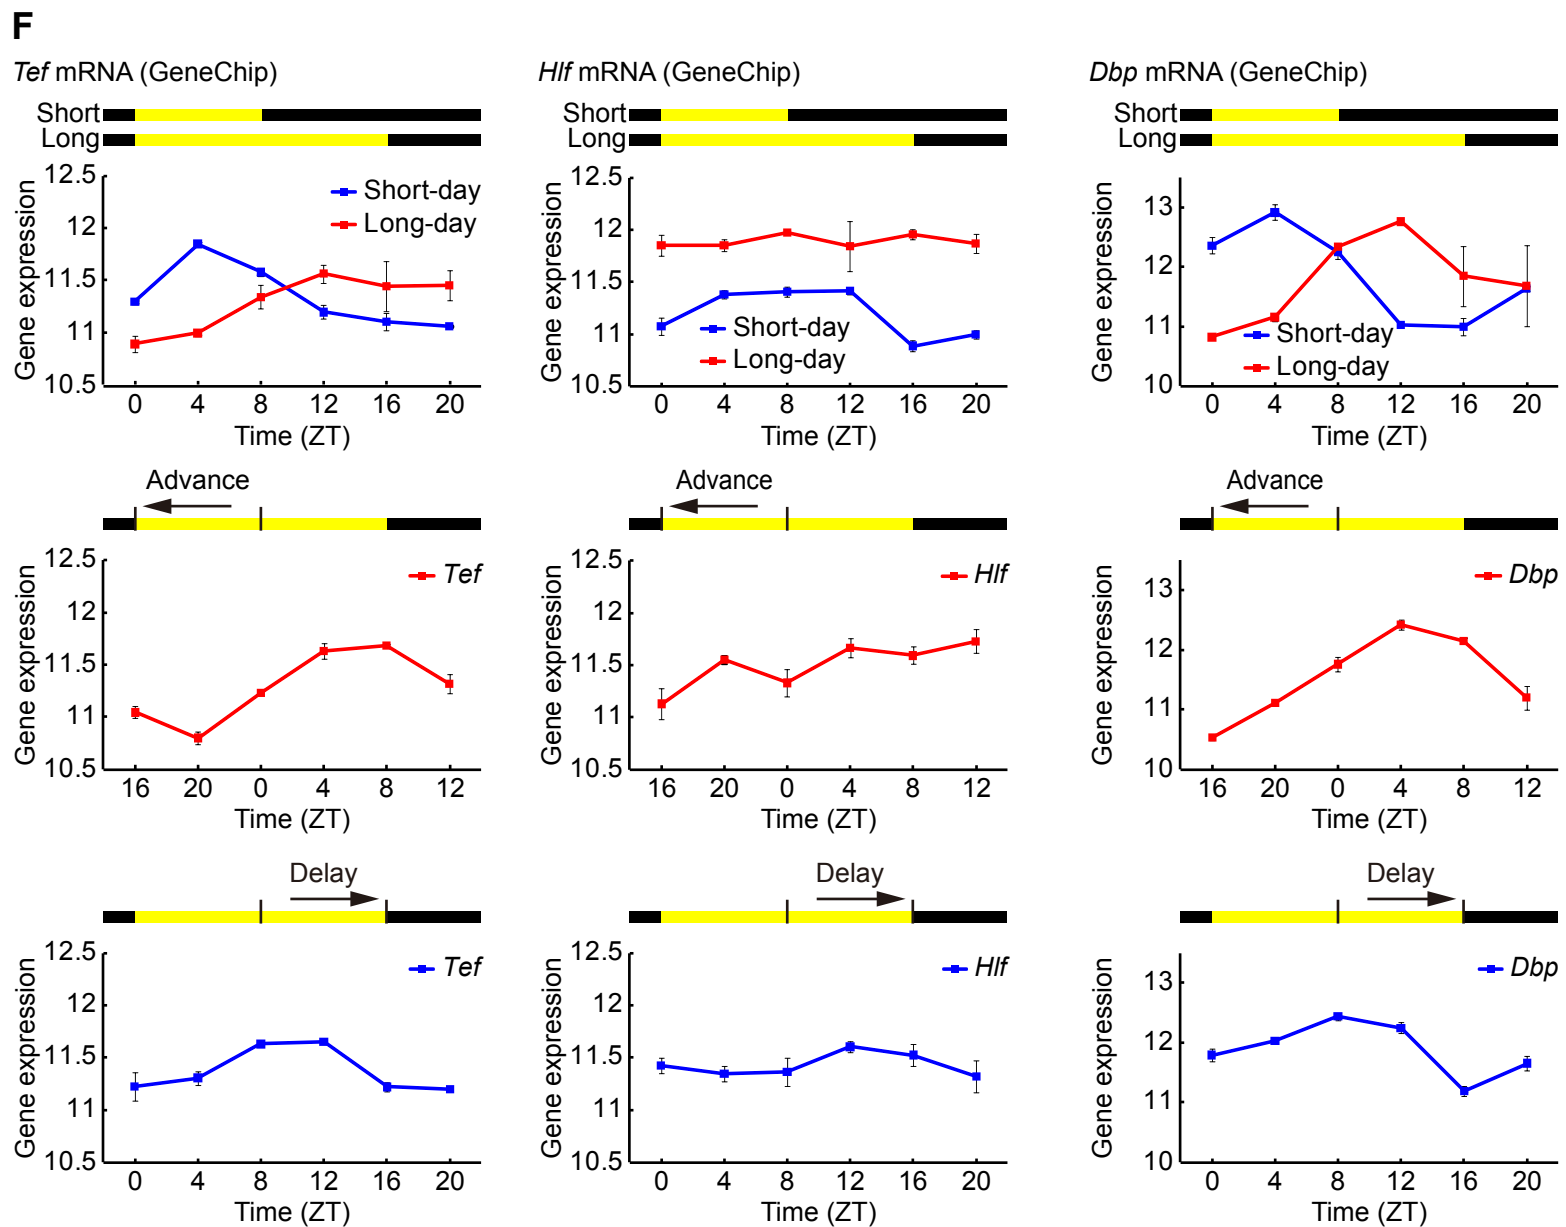 F
Tef mRNA (GeneChip)
Hlf mRNA (GeneChip)
Dbp mRNA (GeneChip)
Short
Long
Gene expression
12.5
12
11.5
11
10.5
Short-day
Long-day
0 4 8 12 16 20
Time (ZT)
Gene expression
12.5
12
11.5
11
10.5
Short-day
Long-day
0 4 8 12 16 20
Time (ZT)
Short
Long
Gene expression
13
12
11
10
Short-day
Long-day
0 4 8 12 16 20
Time (ZT)
Advance
Gene expression
12.5
12
11.5
11
10.5
Tef
16 20 0 4 8 12
Time (ZT)
Advance
Gene expression
12.5
12
11.5
11
10.5
Hlf
16 20 0 4 8 12
Time (ZT)
Advance
Gene expression
13
12
11
10
Dbp
16 20 0 4 8 12
Time (ZT)
Delay
Gene expression
12.5
12
11.5
11
10.5
Tef
0 4 8 12 16 20
Time (ZT)
Delay
Gene expression
12.5
12
11.5
11
10.5
Hlf
0 4 8 12 16 20
Time (ZT)
Delay
Gene expression
13
12
11
10
Dbp
0 4 8 12 16 20
Time (ZT)